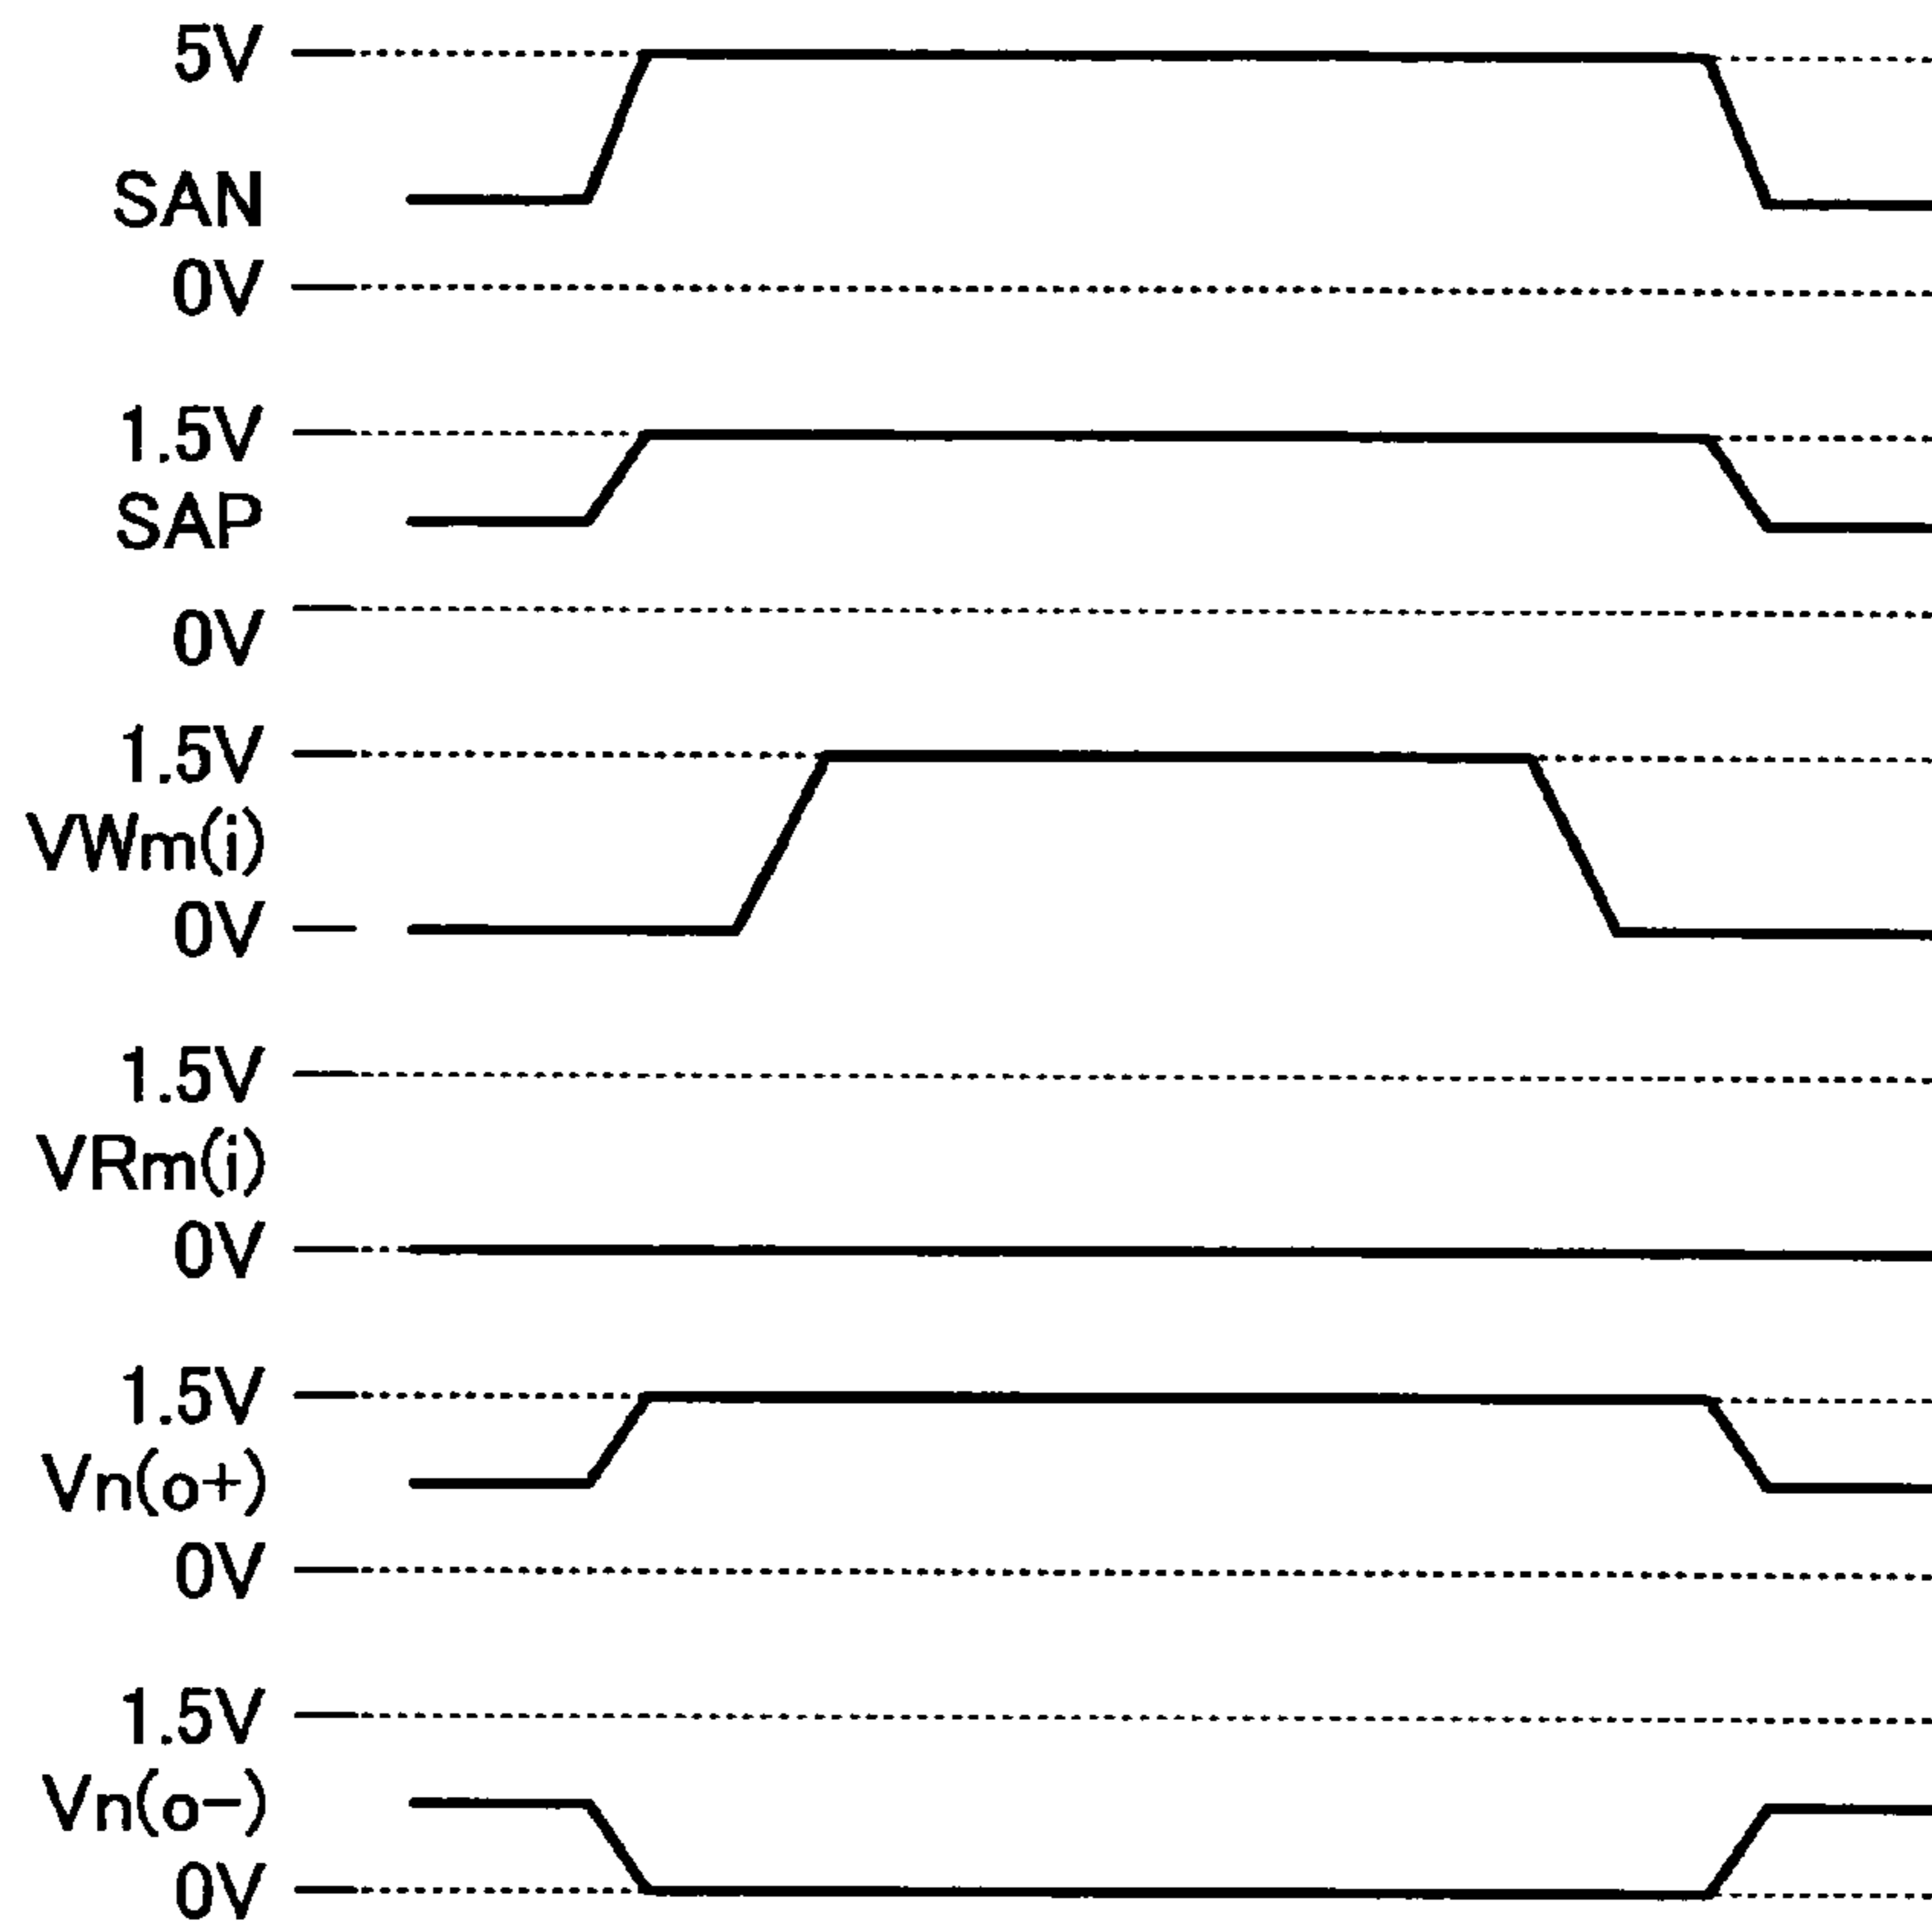 5V
SAN
0V
1.5V
SAP
0V
1.5V
VWm(i)
0V
1.5V
VRm(i)
0V
1.5V
Vn(o+)
0V
1.5V
Vn(o−)
0V